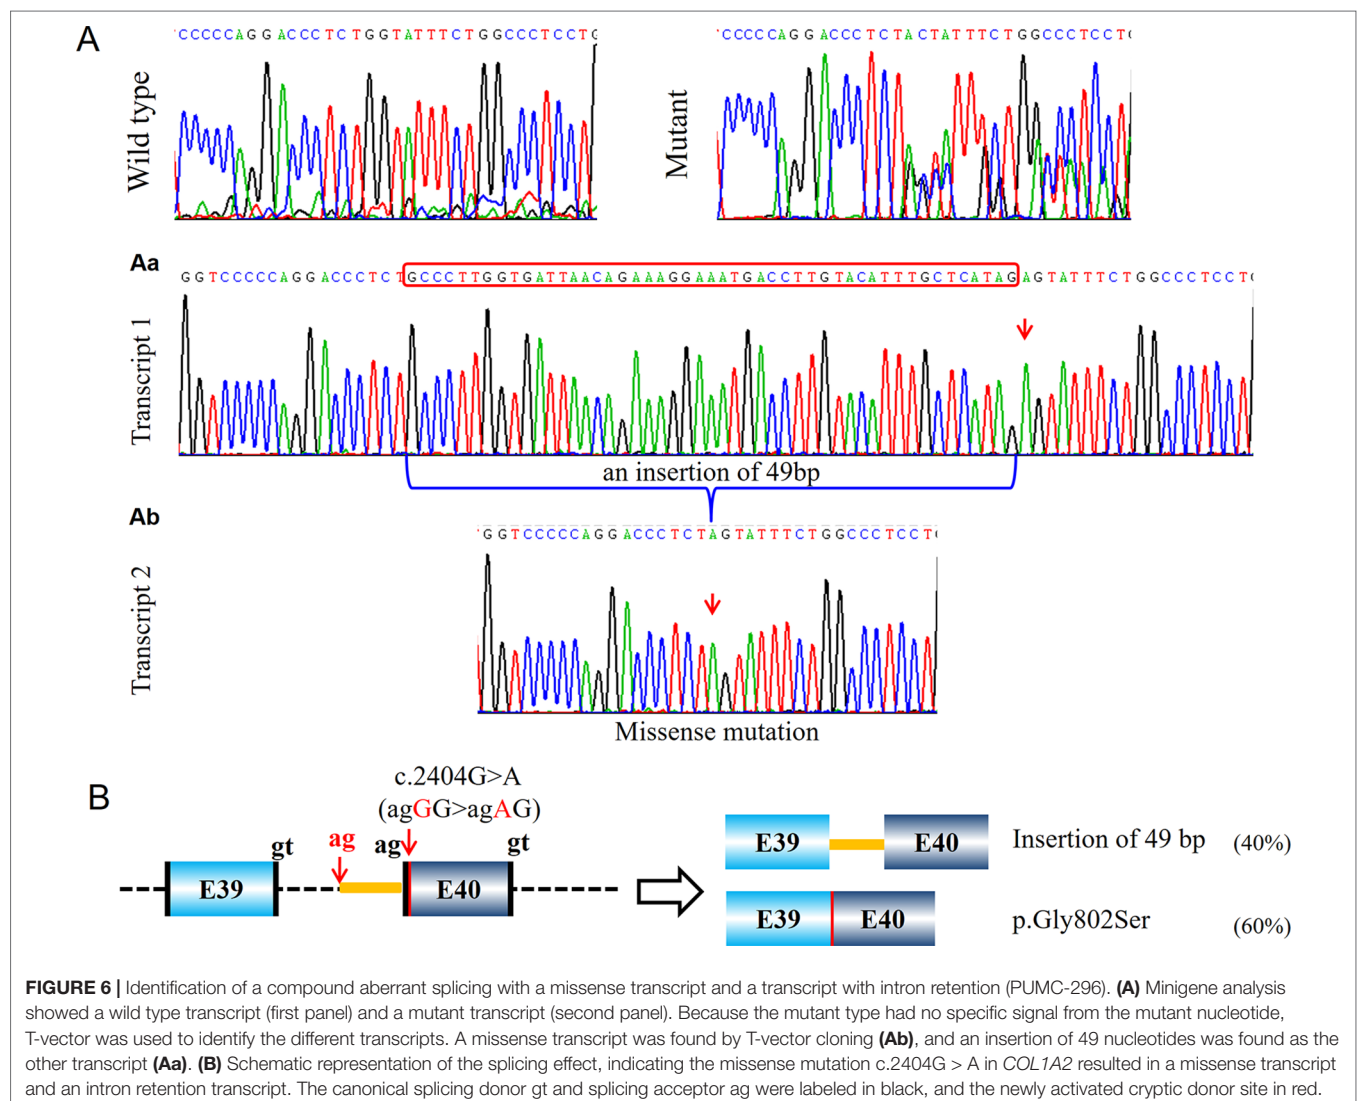 A
CCCCCAGGACCCTCTGGTATTTCTGGCCCTCCTG
CCCCCAGGACCCTCTACTATTTCTGGCCCTCCT
Wild type
Mutant
Aa
GGTCCCCCAGGACCCTCTGCCCTTGGTGATTAACAGAAAGGAAATGACCTTGTACATTTGCTCATAGAGTATTTCTGGCCCTCCT
Transcript 1
an insertion of 49bp
Ab
GGTCCCCCAGGACCCTCTAGTATTTCTGGCCCTCCT
Transcript 2
Missense mutation
B
c.2404G>A
(agGG>agAG)
gt ag ag gt
E39 E40
E39 E40 Insertion of 49 bp (40%)
E39 E40 p.Gly802Ser (60%)
FIGURE 6 | Identification of a compound aberrant splicing with a missense transcript and a transcript with intron retention (PUMC-296). (A) Minigene analysis
showed a wild type transcript (first panel) and a mutant transcript (second panel). Because the mutant type had no specific signal from the mutant nucleotide,
T-vector was used to identify the different transcripts. A missense transcript was found by T-vector cloning (Ab), and an insertion of 49 nucleotides was found as the
other transcript (Aa). (B) Schematic representation of the splicing effect, indicating the missense mutation c.2404G > A in COL1A2 resulted in a missense transcript
and an intron retention transcript. The canonical splicing donor gt and splicing acceptor ag were labeled in black, and the newly activated cryptic donor site in red.